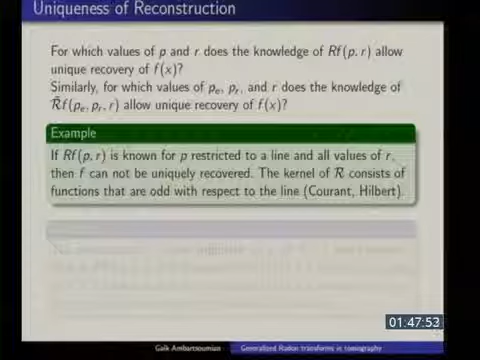 Uniqueness of Reconstruction
For which values of p and r does the knowledge of Rf(p, r) allow
unique recovery of f(x)?
Similarly, for which values of pₑ, pᵣ, and r does the knowledge of
R̃f(pₑ, pᵣ, r) allow unique recovery of f(x)?
Example
If Rf(p, r) is known for p restricted to a line and all values of r,
then f can not be uniquely recovered. The kernel of R consists of
functions that are odd with respect to the line (Courant, Hilbert).
01:47:53
Gaik Ambartsoumian Generalized Radon transforms in tomography